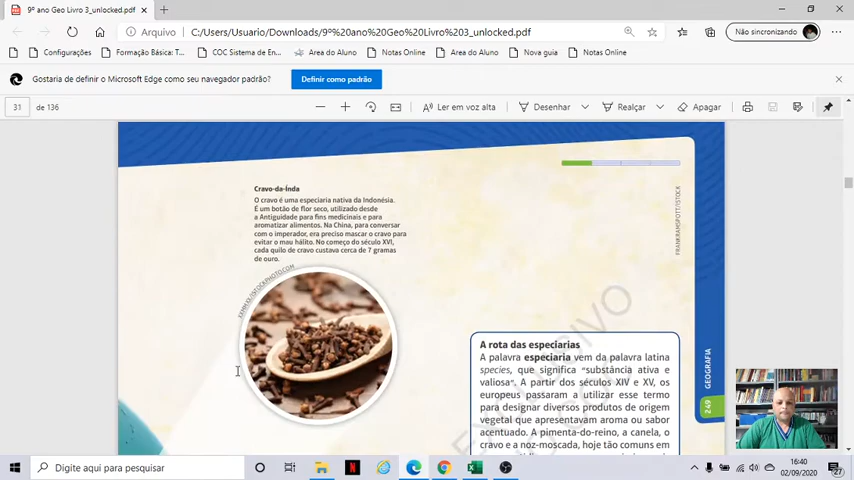 9º ano Geo Livro 3_unlocked.pdf
Arquivo
C:/Users/Usuario/Downloads/9º%20ano%20Geo%20Livro%203_unlocked.pdf
Não sincronizando
Configurações
Formação Básica: T...
COC Sistema de En...
Area do Aluno
Notas Online
Area do Aluno
Nova guia
Notas Online
Gostaria de definir o Microsoft Edge como seu navegador padrão?
Definir como padrão
31 de 136
Ler em voz alta
Desenhar
Realçar
Apagar
Cravo-da-Índa
O cravo é uma especiaria nativa da Indonésia.
É um botão de flor seco, utilizado desde
a Antiguidade para fins medicinais e para
aromatizar alimentos. Na China, para conversar
com o imperador, era preciso mascar o cravo para
evitar o mau hálito. No começo do século XVI,
cada quilo de cravo custava cerca de 7 gramas
de ouro.
FRANKRAMSPOTT/ISTOCK
A rota das especiarias
A palavra especiaria vem da palavra latina
species, que significa “substância ativa e
valiosa”. A partir dos séculos XIV e XV, os
europeus passaram a utilizar esse termo
para designar diversos produtos de origem
vegetal que apresentavam aroma ou sabor
acentuado. A pimenta-do-reino, a canela, o
cravo e a noz-moscada, hoje tão comuns em
GEOGRAFIA
249
Digite aqui para pesquisar
16:40
02/09/2020
27